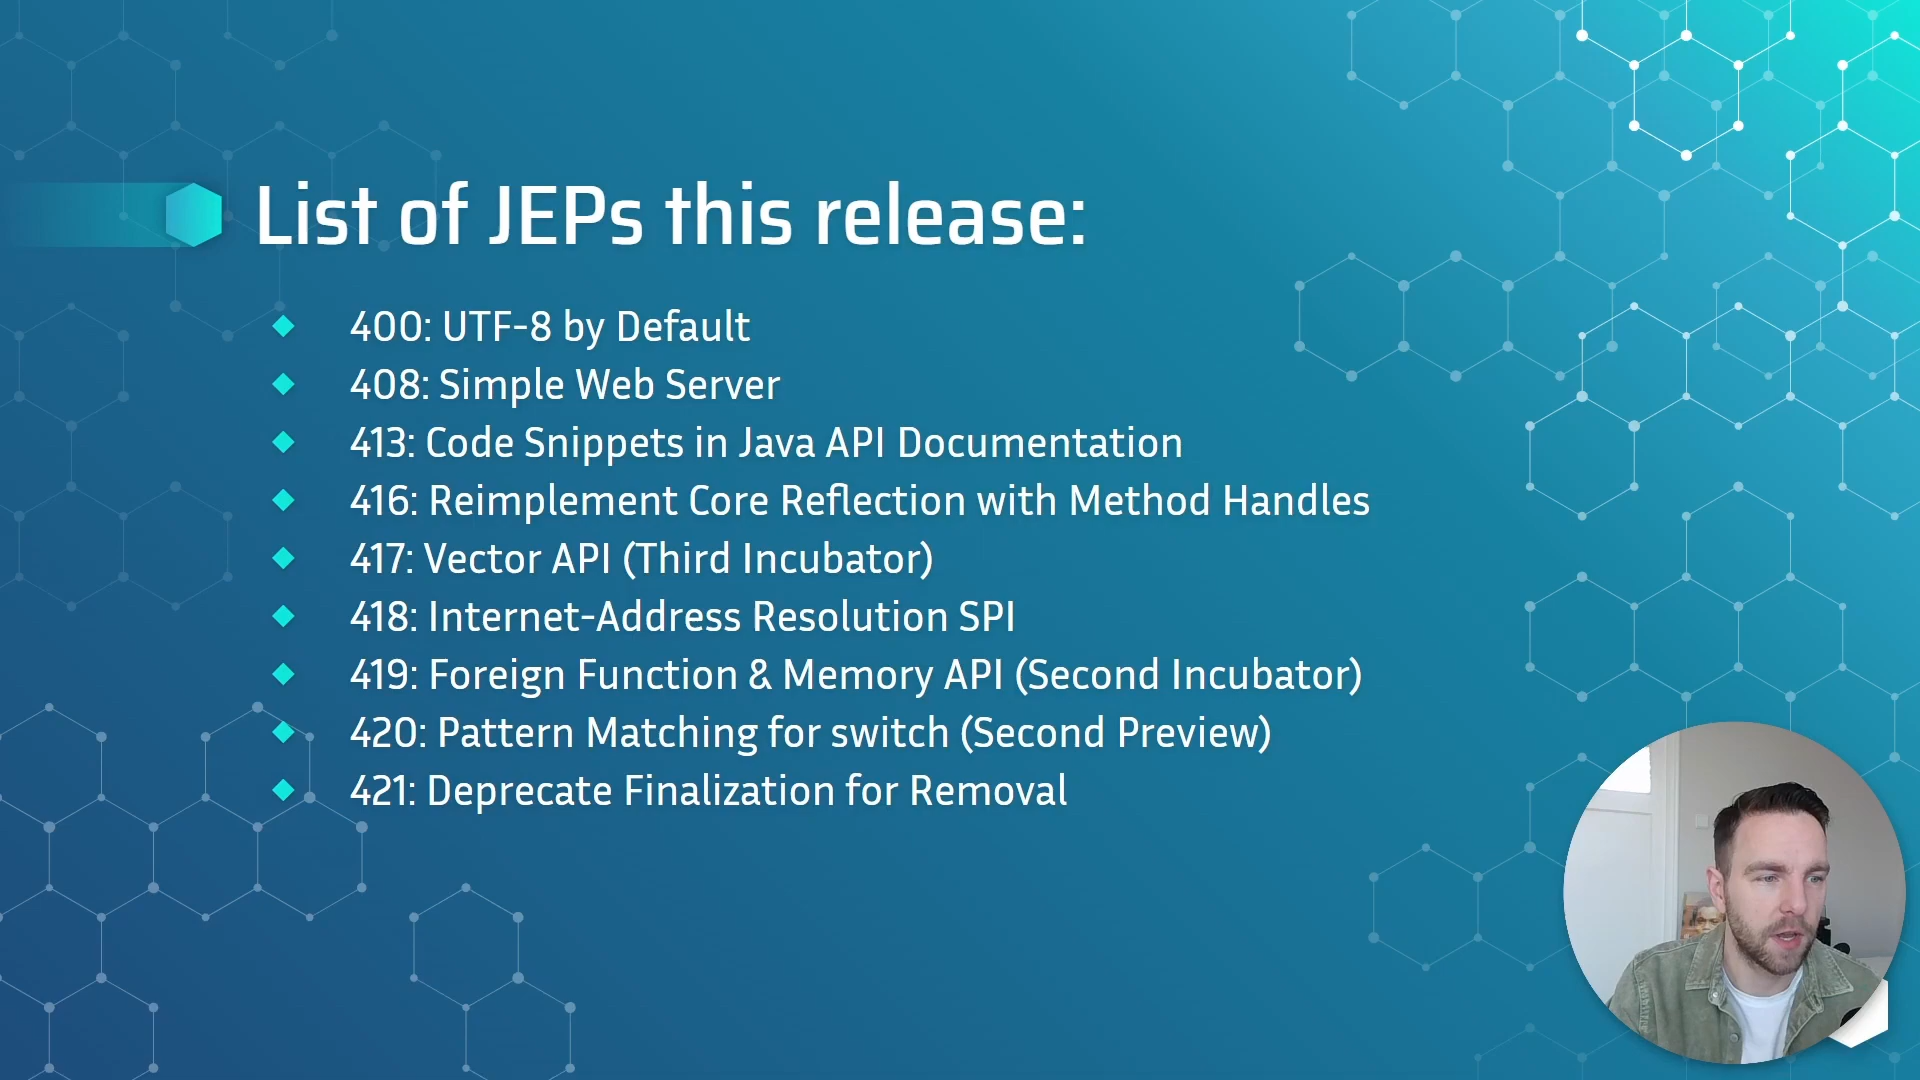 List of JEPs this release:
400: UTF-8 by Default
408: Simple Web Server
413: Code Snippets in Java API Documentation
416: Reimplement Core Reflection with Method Handles
417: Vector API (Third Incubator)
418: Internet-Address Resolution SPI
419: Foreign Function & Memory API (Second Incubator)
420: Pattern Matching for switch (Second Preview)
421: Deprecate Finalization for Removal